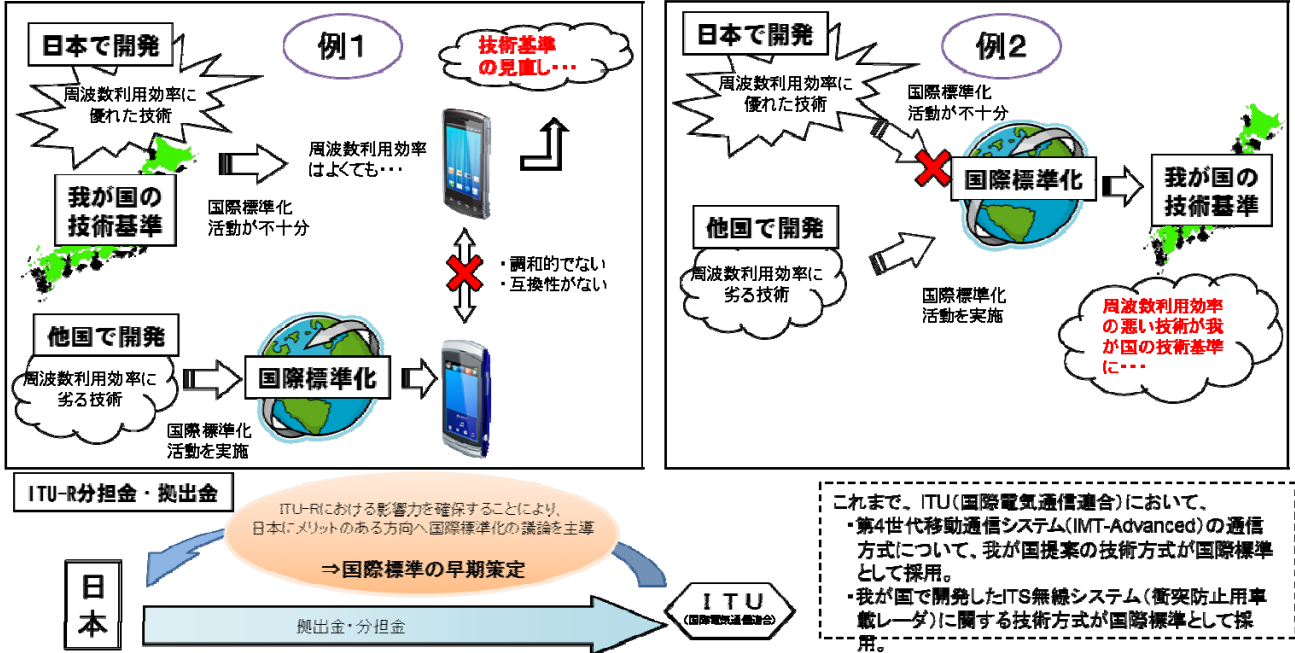 例1
日本で開発
周波数利用効率に
優れた技術
我が国の
技術基準
国際標準化
活動が不十分
周波数利用効率
はよくても・・・
技術基準
の見直し・・・
・調和的でない
・互換性がない
他国で開発
周波数利用効率に
劣る技術
国際標準化
活動を実施
国際標準化
例2
日本で開発
周波数利用効率に
優れた技術
国際標準化
活動が不十分
国際標準化
我が国の
技術基準
他国で開発
周波数利用効率に
劣る技術
国際標準化
活動を実施
周波数利用効率
の悪い技術が我
が国の技術基準
に・・・
ITU-R分担金・拠出金
ITU-Rにおける影響力を確保することにより、
日本にメリットのある方向へ国際標準化の議論を主導
⇒国際標準の早期策定
日
本
拠出金・分担金
ITU
(国際電気通信連合)
これまで、ITU(国際電気通信連合)において、
・第4世代移動通信システム(IMT-Advanced)の通信
方式について、我が国提案の技術方式が国際標準
として採用。
・我が国で開発したITS無線システム(衝突防止用車
載レーダ)に関する技術方式が国際標準として採
用。